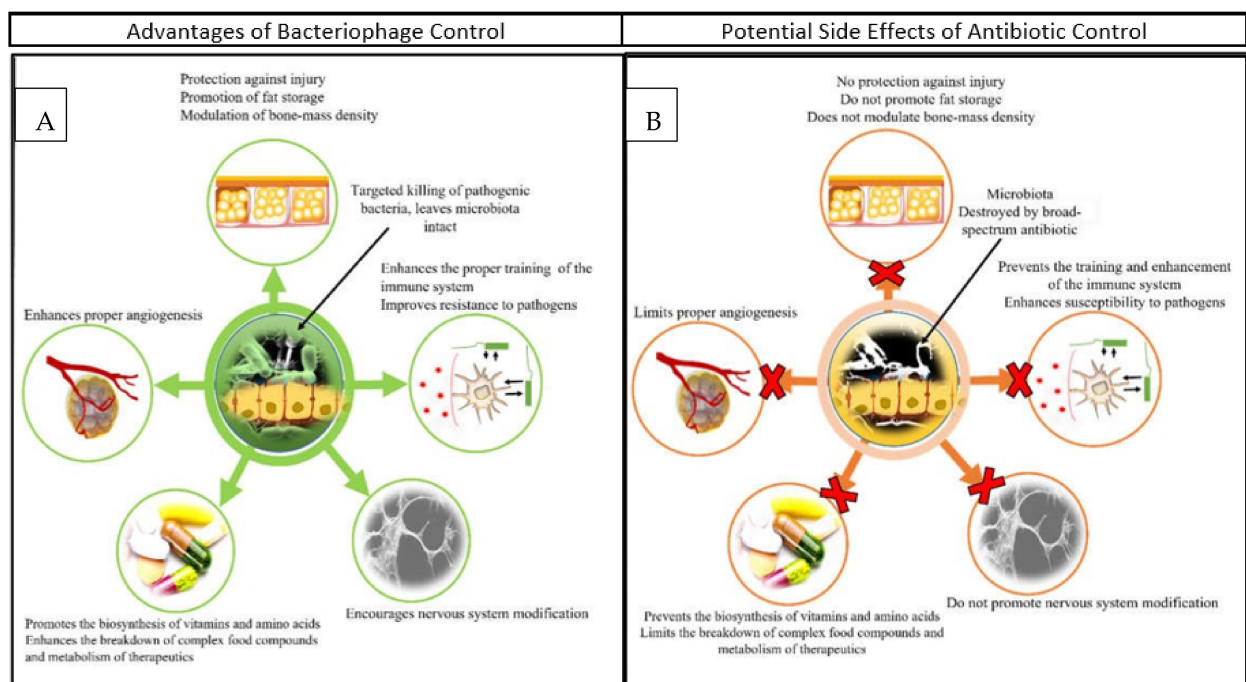 Advantages of Bacteriophage Control
Potential Side Effects of Antibiotic Control
A
Protection against injury
Promotion of fat storage
Modulation of bone-mass density
Targeted killing of pathogenic
bacteria, leaves microbiota
intact
Enhances the proper training of the
immune system
Improves resistance to pathogens
Enhances proper angiogenesis
Promotes the biosynthesis of vitamins and amino acids
Enhances the breakdown of complex food compounds
and metabolism of therapeutics
Encourages nervous system modification
B
No protection against injury
Do not promote fat storage
Does not modulate bone-mass density
Microbiota
Destroyed by broad-
spectrum antibiotic
Prevents the training and enhancement
of the immune system
Enhances susceptibility to pathogens
Limits proper angiogenesis
Prevents the biosynthesis of vitamins and amino acids
Limits the breakdown of complex food compounds and
metabolism of therapeutics
Do not promote nervous system modification